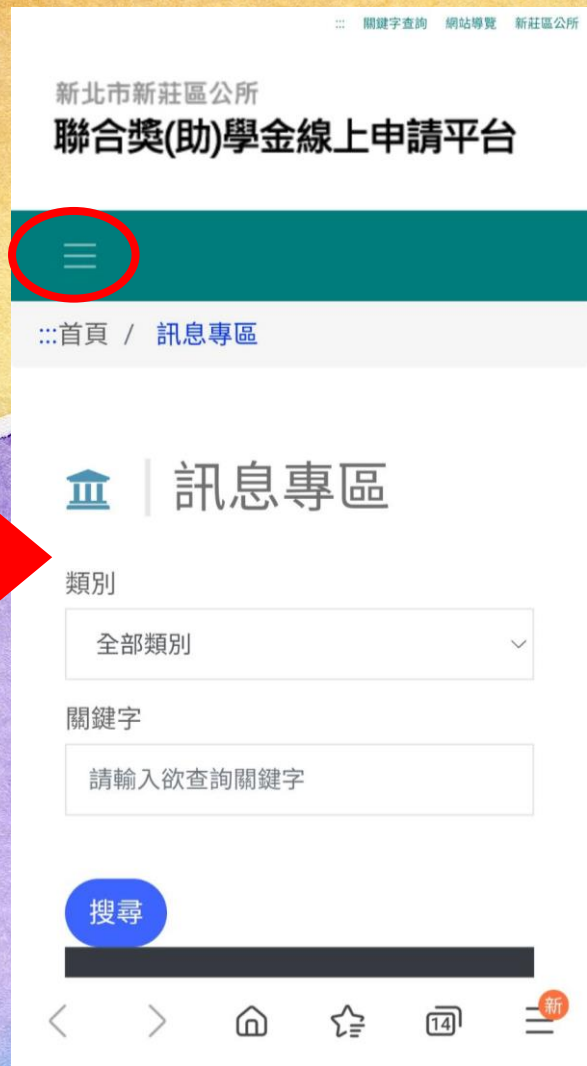 ::: 關鍵字查詢 網站導覽 新莊區公所
新北市新莊區公所
聯合獎(助)學金線上申請平台
:::首頁 / 訊息專區
訊息專區
類別
全部類別
關鍵字
請輸入欲查詢關鍵字
搜尋
14
新